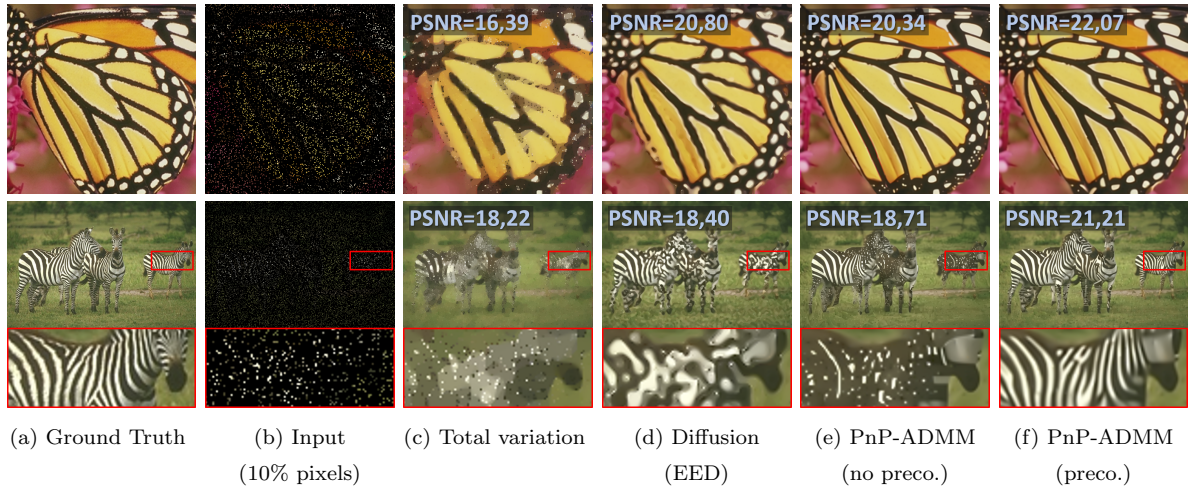 PSNR=16,39
PSNR=20,80
PSNR=20,34
PSNR=22,07
PSNR=18,22
PSNR=18,40
PSNR=18,71
PSNR=21,21
(a) Ground Truth
(b) Input
(10% pixels)
(c) Total variation
(d) Diffusion
(EED)
(e) PnP-ADMM
(no preco.)
(f) PnP-ADMM
(preco.)